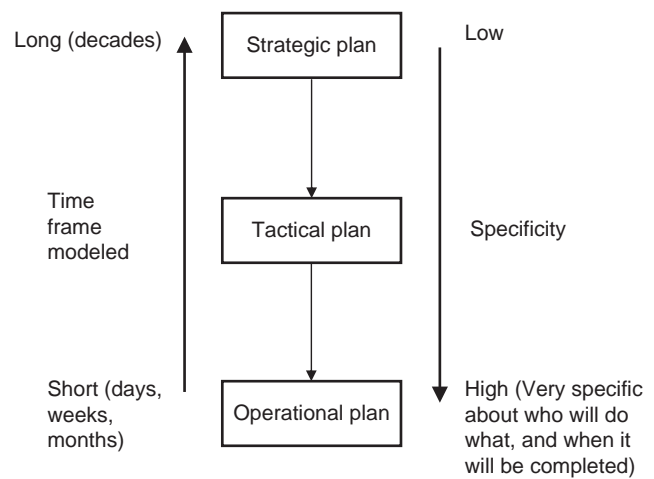 Long (decades)
Strategic plan
Low
Time
frame
modeled
Tactical plan
Specificity
Short (days,
weeks,
months)
Operational plan
High (Very specific
about who will do
what, and when it
will be completed)